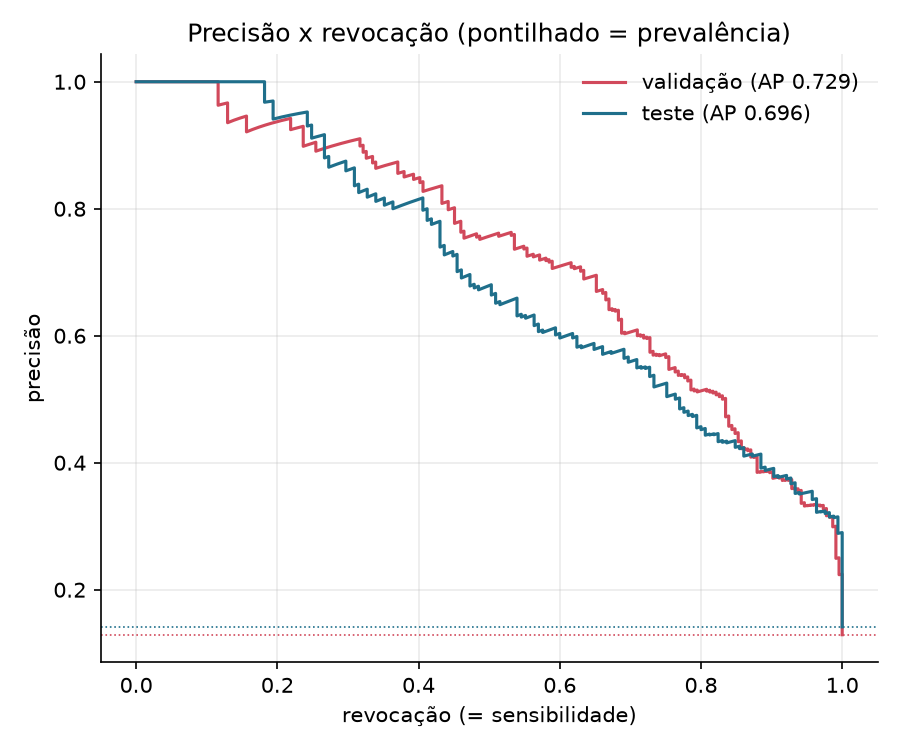 Precisão x revocação (pontilhado = prevalência)
validação (AP 0.729)
teste (AP 0.696)
precisão
1.0
0.8
0.6
0.4
0.2
0.0
0.2
0.4
0.6
0.8
1.0
revocação (= sensibilidade)